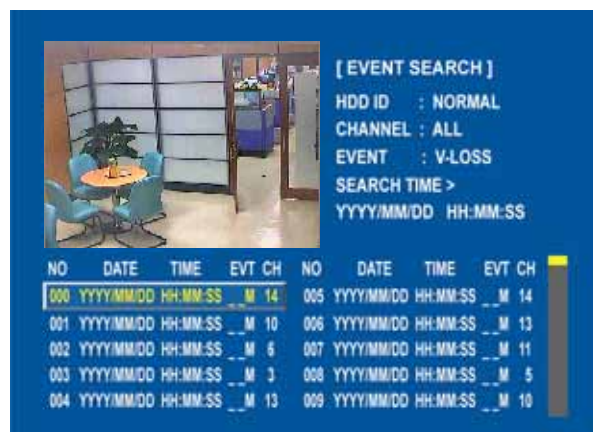 [ EVENT SEARCH ]
HDD ID : NORMAL
CHANNEL : ALL
EVENT : V-LOSS
SEARCH TIME >
YYYY/MM/DD HH:MM:SS
NO DATE TIME EVT CH NO DATE TIME EVT CH
000 YYYY/MM/DD HH:MM:SS _ _M 14 005 YYYY/MM/DD HH:MM:SS _ _M 14
001 YYYY/MM/DD HH:MM:SS _ _M 10 006 YYYY/MM/DD HH:MM:SS _ _M 13
002 YYYY/MM/DD HH:MM:SS _ _M 6 007 YYYY/MM/DD HH:MM:SS _ _M 11
003 YYYY/MM/DD HH:MM:SS _ _M 3 008 YYYY/MM/DD HH:MM:SS _ _M 5
004 YYYY/MM/DD HH:MM:SS _ _M 13 009 YYYY/MM/DD HH:MM:SS _ _M 10